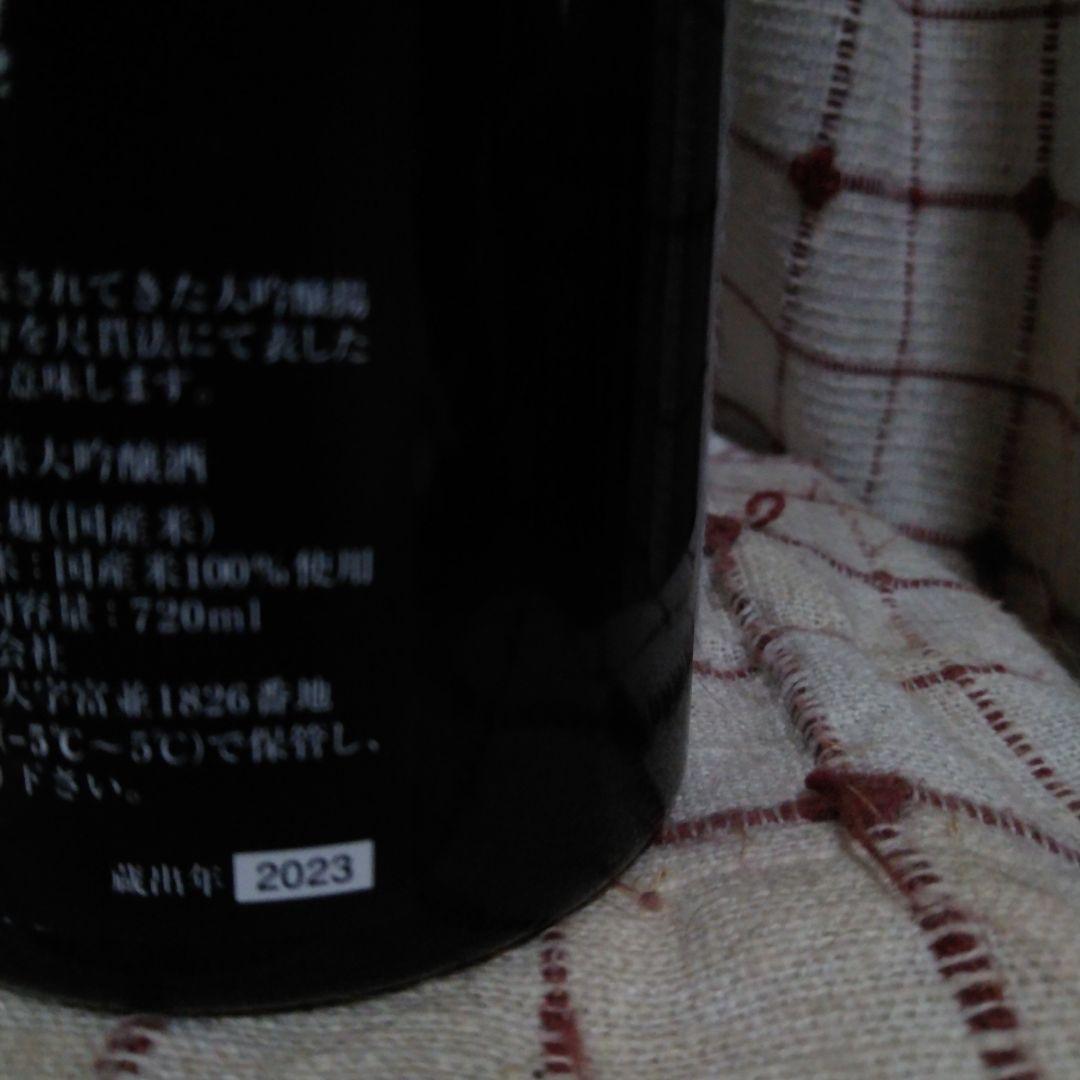 されてきた大吟醸
を尺貫法にて表した
意味します。
米大吟醸酒
麹(国産米)
米：国産米100%使用
内容量：720ml
会社
大字富並1826番地
(-5℃〜5℃)で保管し、
下さい。
蔵出年 2023